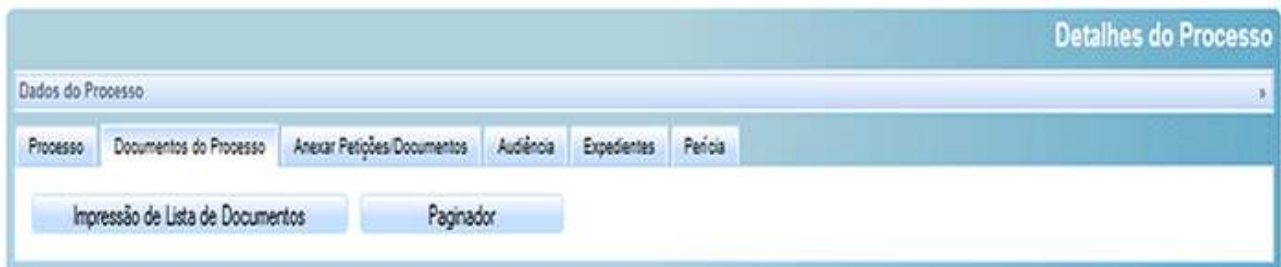 Detalhes do Processo
Dados do Processo »
Processo Documentos do Processo Anexar Petições/Documentos Audiência Expedientes Perícia
Impressão de Lista de Documentos Paginador